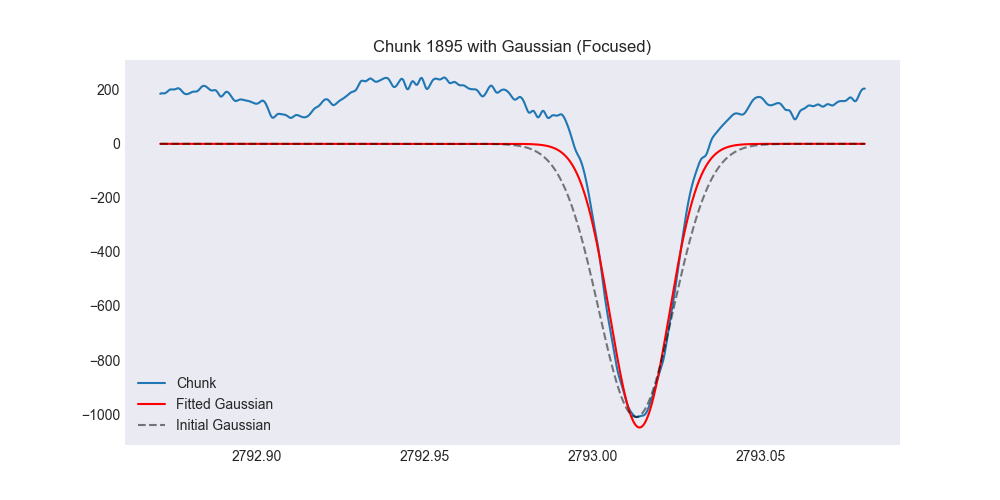 Chunk 1895 with Gaussian (Focused)
200
0
−200
−400
−600
−800
−1000
Chunk
Fitted Gaussian
Initial Gaussian
2792.90 2792.95 2793.00 2793.05